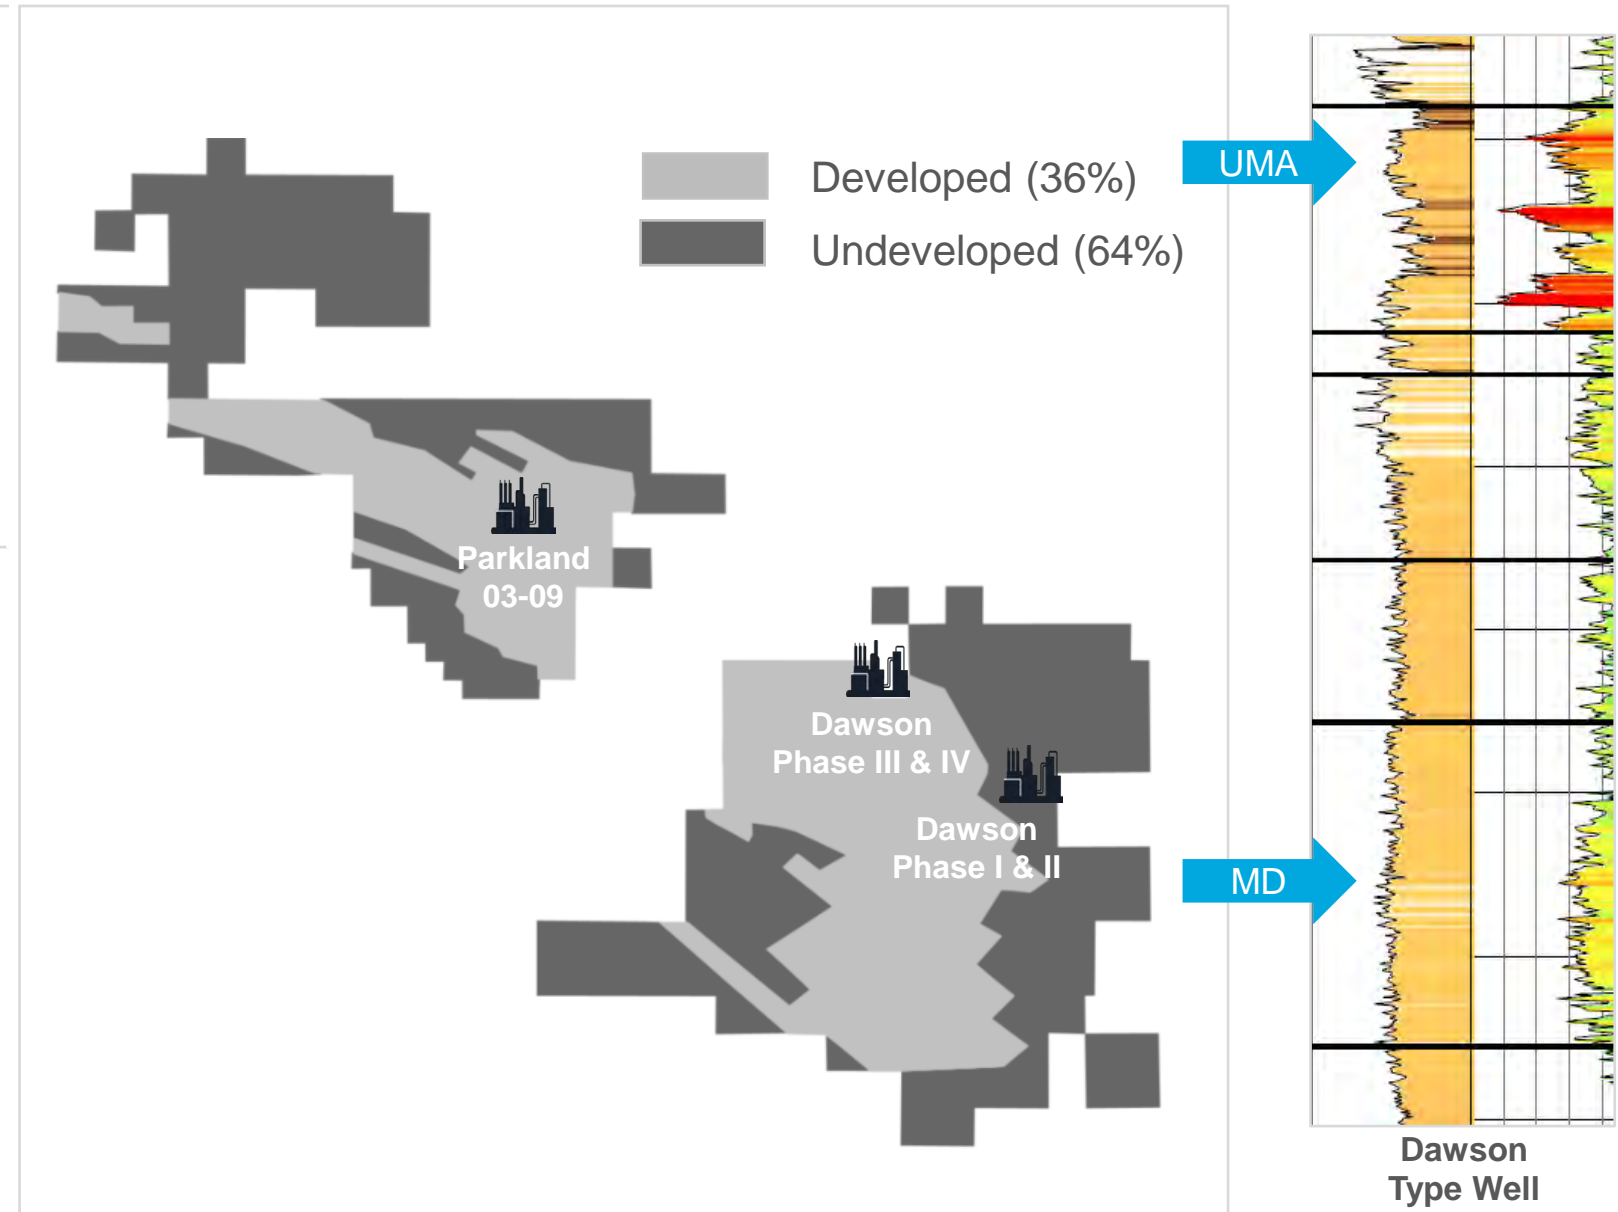 Developed (36%)
Undeveloped (64%)
UMA
Parkland
03-09
Dawson
Phase III & IV
Dawson
Phase I & II
MD
Dawson
Type Well